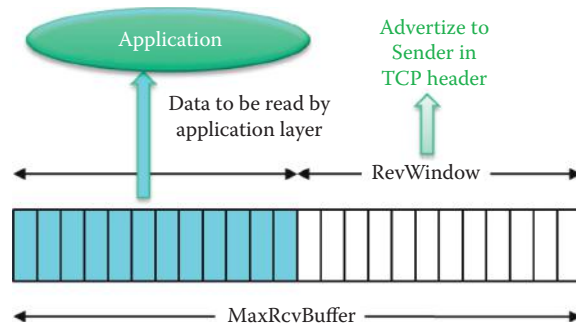 Application
Advertize to
Sender in
TCP header
Data to be read by
application layer
RevWindow
MaxRcvBuffer